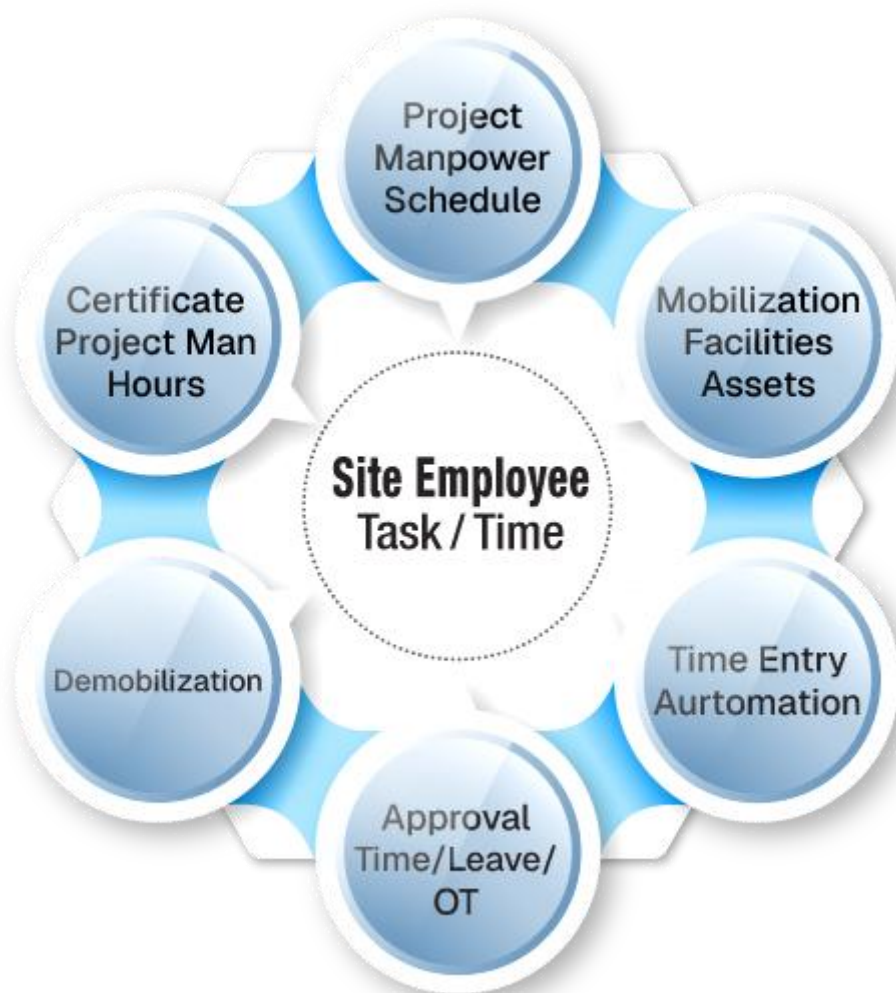 Project
Manpower
Schedule
Mobilization
Facilities
Assets
Time Entry
Aurtomation
Approval
Time/Leave/
OT
Demobilization
Certificate
Project Man
Hours
Site Employee
Task / Time